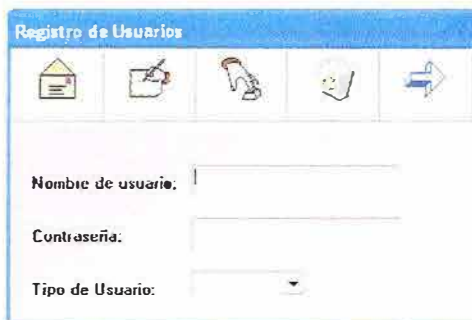 Registro de Usuarios
Nombre de usuario:
Contraseña:
Tipo de Usuario: